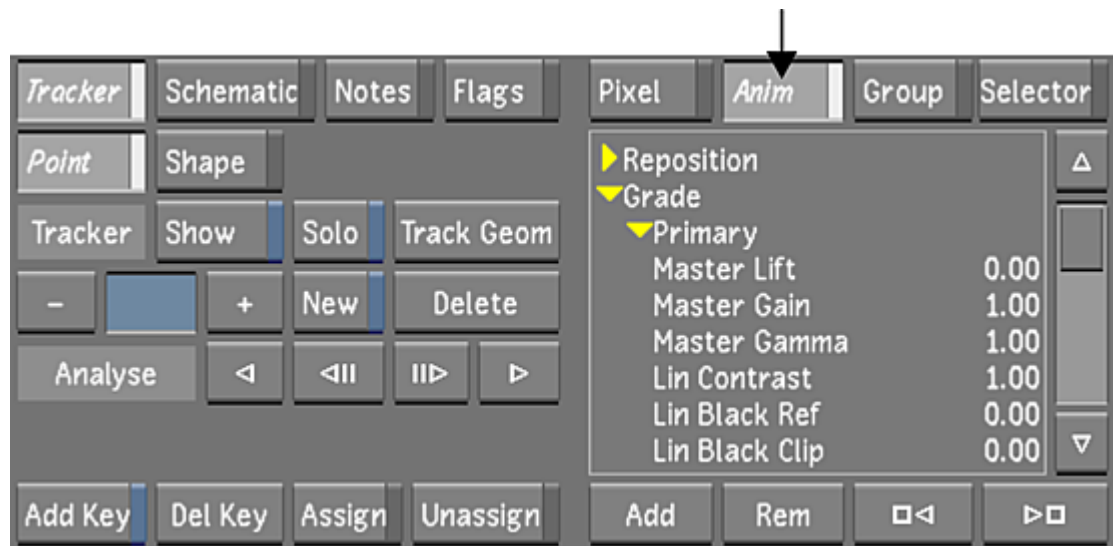 Tracker Schematic Notes Flags Pixel Anim Group Selector
Point Shape
Reposition
Grade
Tracker Show Solo Track Geom
Primary
Master Lift 0.00
- + New Delete
Master Gain 1.00
Master Gamma 1.00
Analyse
Lin Contrast 1.00
Lin Black Ref 0.00
Lin Black Clip 0.00
Add Key Del Key Assign Unassign Add Rem